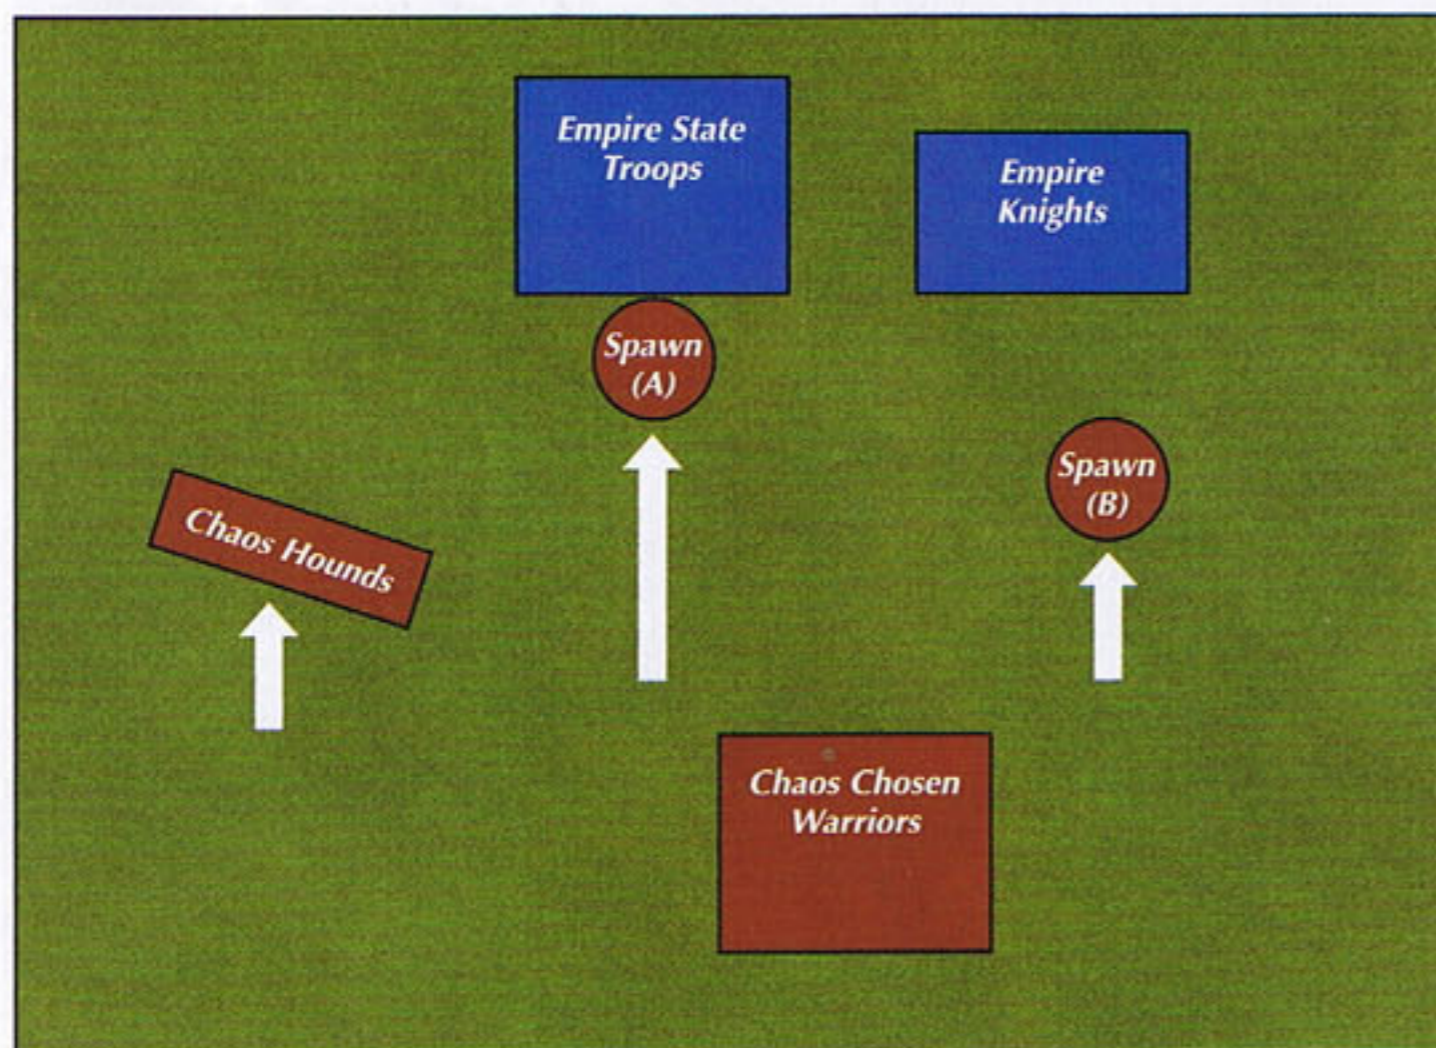 Empire State
Troops
Empire
Knights
Spawn
(A)
Spawn
(B)
Chaos Hounds
Chaos Chosen
Warriors